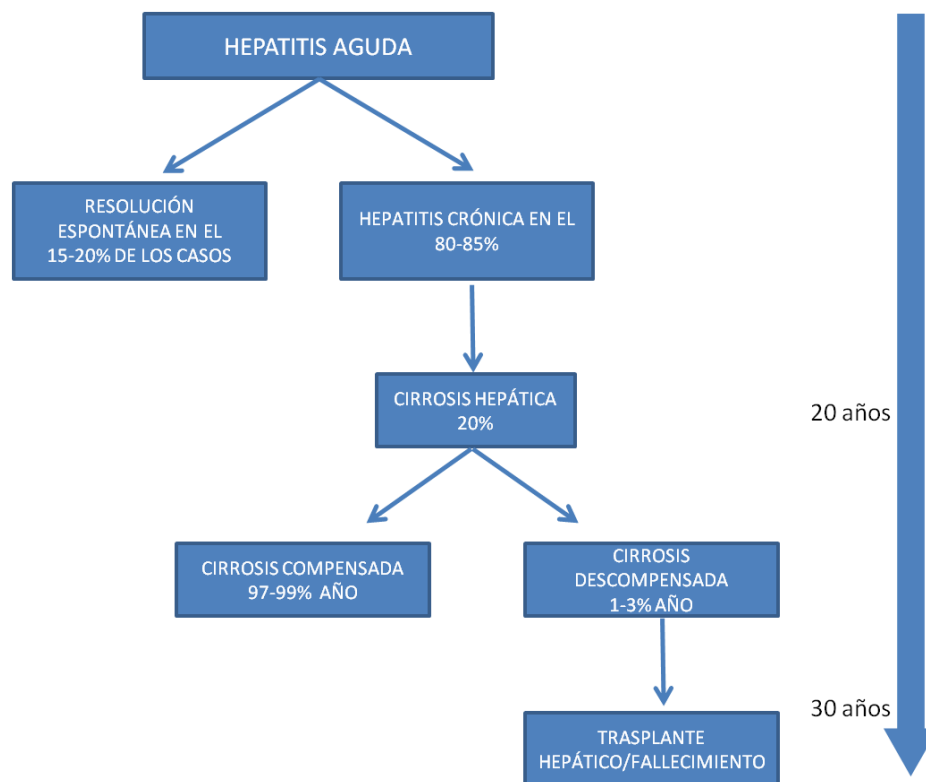 HEPATITIS AGUDA
RESOLUCIÓN
ESPONTÁNEA EN EL
15-20% DE LOS CASOS
HEPATITIS CRÓNICA EN EL
80-85%
CIRROSIS HEPÁTICA
20%
20 años
CIRROSIS COMPENSADA
97-99% AÑO
CIRROSIS
DESCOMPENSADA
1-3% AÑO
30 años
TRASPLANTE
HEPÁTICO/FALLECIMIENTO